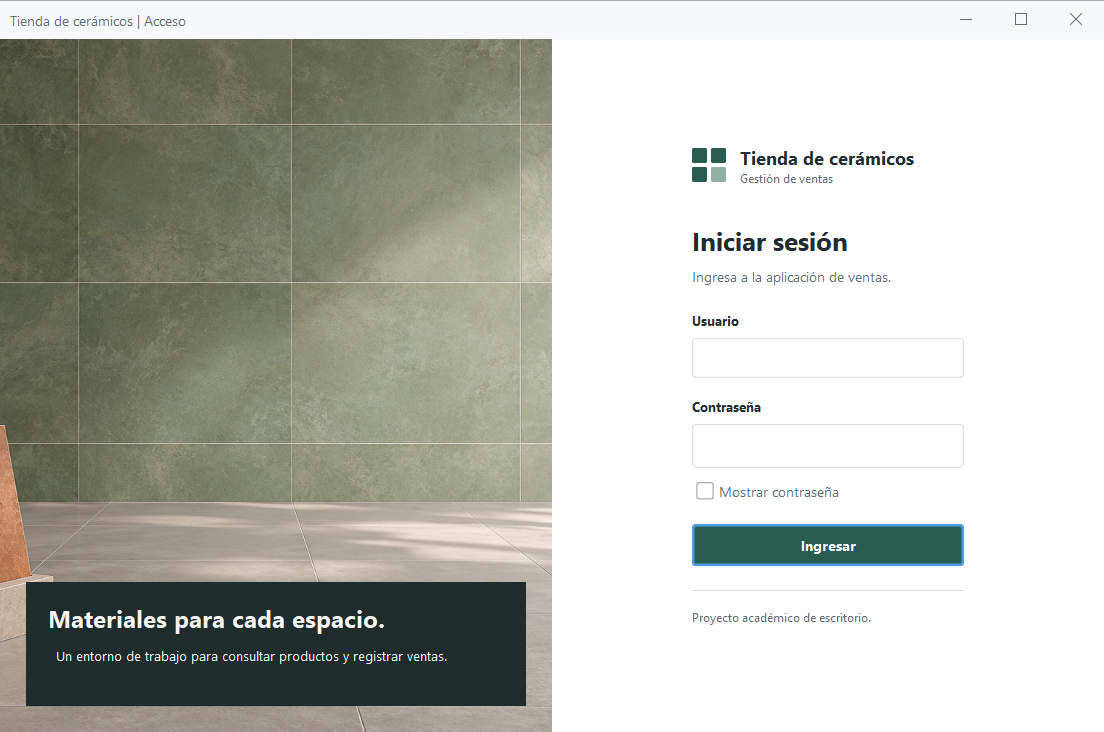 Tienda de cerámicos | Acceso
Tienda de cerámicos
Gestión de ventas
Iniciar sesión
Ingresa a la aplicación de ventas.
Usuario
Contraseña
Mostrar contraseña
Ingresar
Proyecto académico de escritorio.
Materiales para cada espacio.
Un entorno de trabajo para consultar productos y registrar ventas.